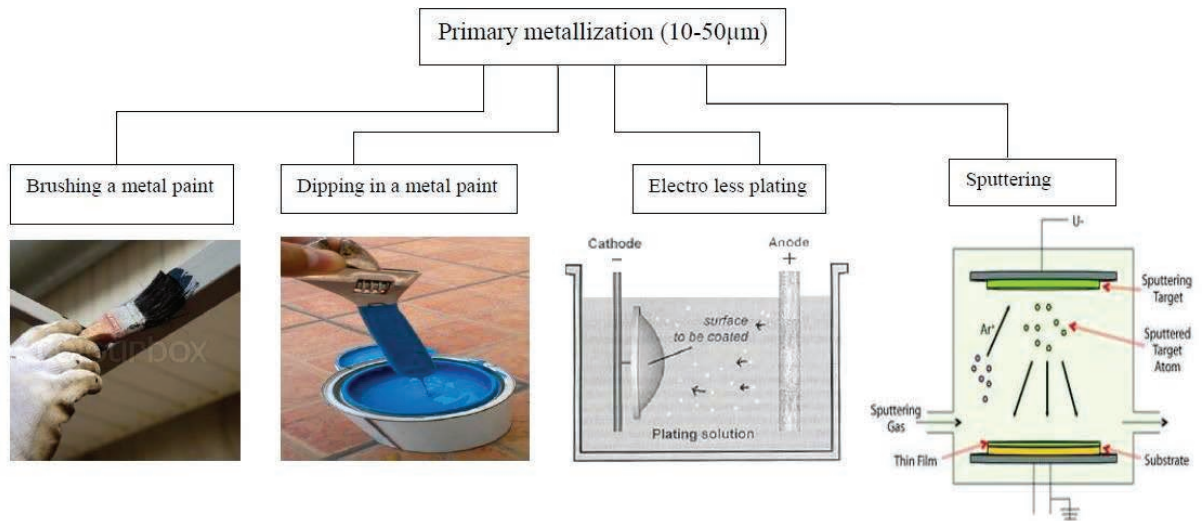 Primary metallization (10-50µm)
Brushing a metal paint
Dipping in a metal paint
Electro less plating
Sputtering
Cathode
−
Anode
+
surface
to be coated
Plating solution
U-
Sputtering
Target
Ar⁺
Sputtered
Target
Atom
Sputtering
Gas
Thin Film
Substrate